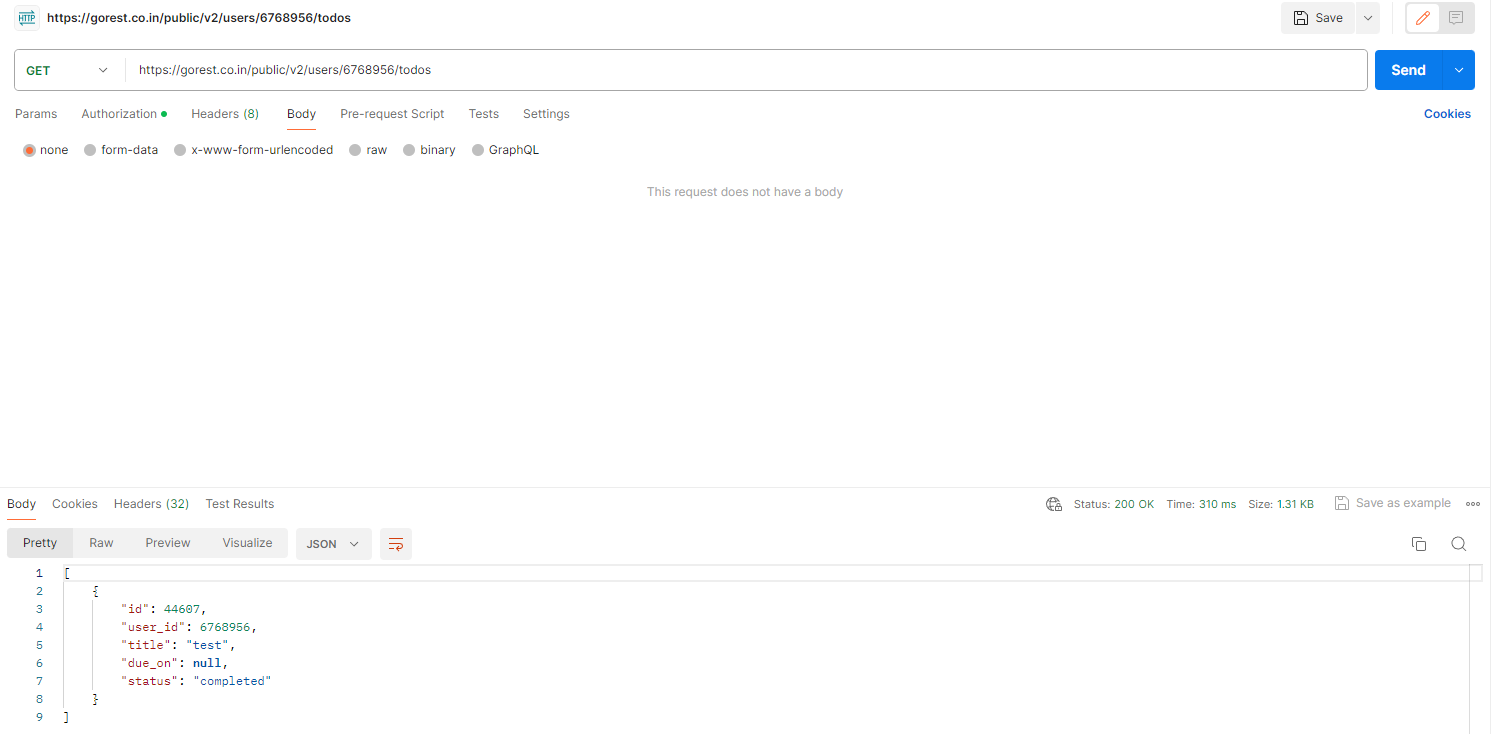 HTTP https://gorest.co.in/public/v2/users/6768956/todos Save
GET https://gorest.co.in/public/v2/users/6768956/todos Send
Params Authorization Headers (8) Body Pre-request Script Tests Settings Cookies
none form-data x-www-form-urlencoded raw binary GraphQL
This request does not have a body
Body Cookies Headers (32) Test Results Status: 200 OK Time: 310 ms Size: 1.31 KB Save as example
Pretty Raw Preview Visualize JSON
1 [
2 {
3 "id": 44607,
4 "user_id": 6768956,
5 "title": "test",
6 "due_on": null,
7 "status": "completed"
8 }
9 ]